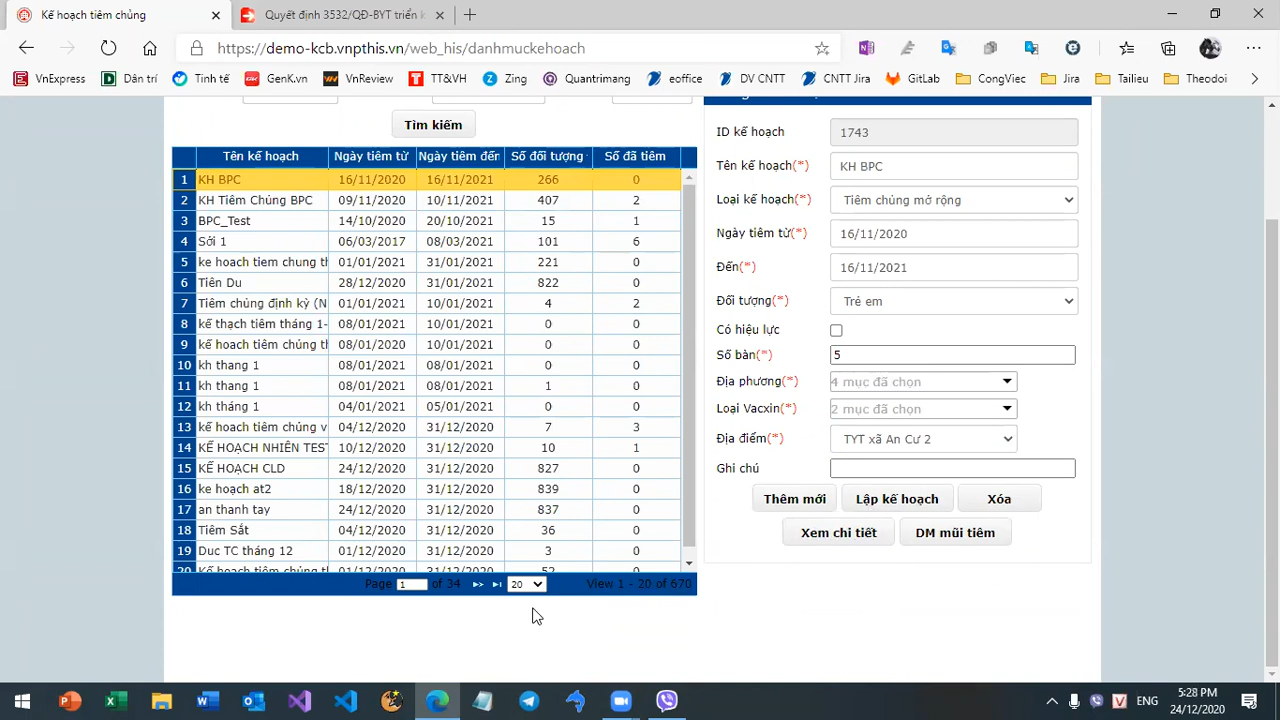 Kế hoạch tiêm chủng
Quyết định 3532/QĐ-BYT triển k
https://demo-kcb.vnpthis.vn/web_his/danhmuckehoach
VnExpress Dân trí Tinh tế GenK.vn VnReview TT&VH Zing Quantrimang eoffice DV CNTT CNTT Jira GitLab CongViec Jira Tailieu Theodoi
Tìm kiếm
Tên kế hoạch Ngày tiêm từ Ngày tiêm đến Số đối tượng Số đã tiêm
1 KH BPC 16/11/2020 16/11/2021 266 0
2 KH Tiêm Chủng BPC 09/11/2020 10/11/2021 407 2
3 BPC_Test 14/10/2020 20/10/2021 15 1
4 Sởi 1 06/03/2017 08/03/2021 101 6
5 ke hoach tiem chung th 01/01/2021 31/01/2021 221 0
6 Tiên Du 28/12/2020 31/01/2021 822 0
7 Tiêm chủng định kỳ (N 01/01/2021 10/01/2021 4 2
8 kế thạch tiêm tháng 1- 08/01/2021 10/01/2021 0 0
9 kế hoech tiêm chủng th 08/01/2020 10/01/2021 0 0
10 kh thang 1 08/01/2021 08/01/2021 0 0
11 kh thang 1 08/01/2021 08/01/2021 1 0
12 kh tháng 1 04/01/2021 05/01/2021 0 0
13 kế hoach tiêm chủng v 04/12/2020 31/12/2020 7 3
14 KẾ HOẠCH NHIÊN TEST 10/12/2020 31/12/2020 10 1
15 KẾ HOẠCH CLD 24/12/2020 31/12/2020 827 0
16 ke hoạch at2 18/12/2020 31/12/2020 839 0
17 an thanh tay 24/12/2020 31/12/2020 837 0
18 Tiêm Sắt 04/12/2020 31/12/2020 36 0
19 Duc TC tháng 12 01/12/2020 31/12/2020 3 0
20 Kế hoạch tiêm chủng th 01/12/2020 31/12/2020 52 0
Page 1 of 34 20 View 1 - 20 of 670
ID kế hoạch 1743
Tên kế hoạch(*) KH BPC
Loại kế hoạch(*) Tiêm chủng mở rộng
Ngày tiêm từ(*) 16/11/2020
Đến(*) 16/11/2021
Đối tượng(*) Trẻ em
Có hiệu lực
Số bàn(*) 5
Địa phương(*) 4 mục đã chọn
Loại Vacxin(*) 2 mục đã chọn
Địa điểm(*) TYT xã An Cư 2
Ghi chú
Thêm mới Lập kế hoạch Xóa
Xem chi tiết DM mũi tiêm
ENG
5:28 PM
24/12/2020